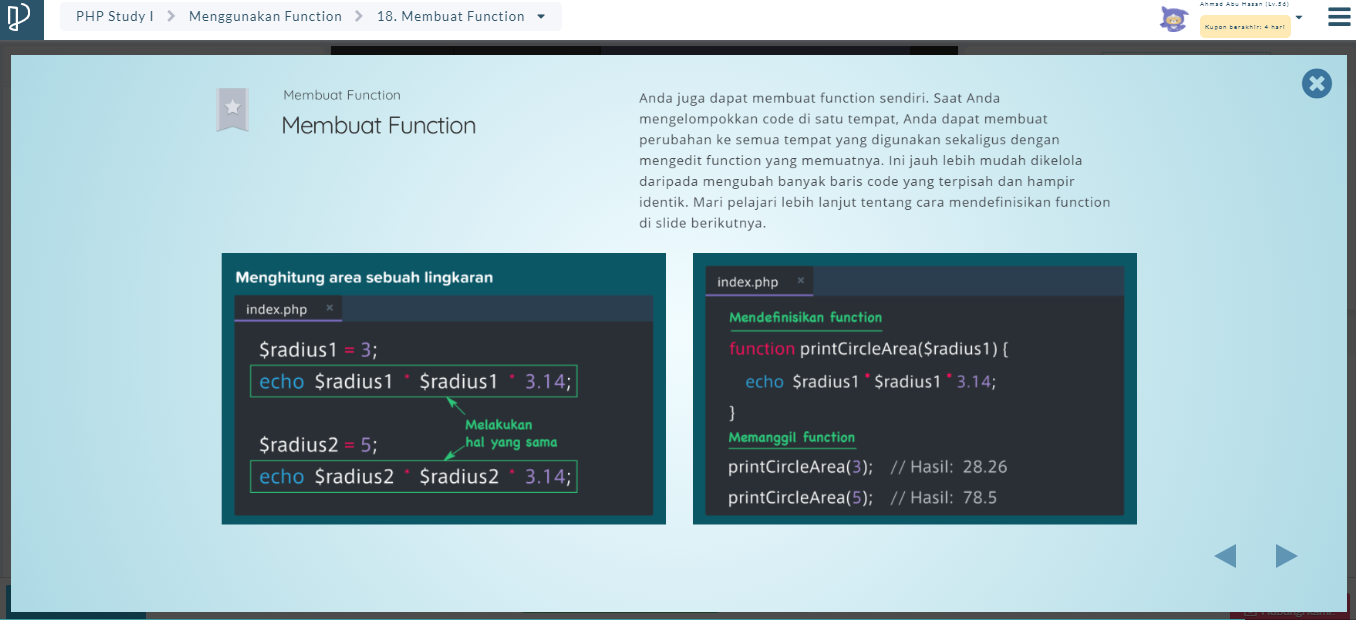 PHP Study I
Menggunakan Function
18. Membuat Function
Ahmad Abu Hasan (Lv.56)
Kupon berakhir: 4 hari
Membuat Function
Membuat Function
Anda juga dapat membuat function sendiri. Saat Anda
mengelompokkan code di satu tempat, Anda dapat membuat
perubahan ke semua tempat yang digunakan sekaligus dengan
mengedit function yang memuatnya. Ini jauh lebih mudah dikelola
daripada mengubah banyak baris code yang terpisah dan hampir
identik. Mari pelajari lebih lanjut tentang cara mendefinisikan function
di slide berikutnya.
Menghitung area sebuah lingkaran
index.php ×
$radius1 = 3;
echo $radius1 * $radius1 * 3.14;
Melakukan
hal yang sama
$radius2 = 5;
echo $radius2 * $radius2 * 3.14;
index.php ×
Mendefinisikan function
function printCircleArea($radius1) {
echo $radius1 * $radius1 * 3.14;
}
Memanggil function
printCircleArea(3); // Hasil: 28.26
printCircleArea(5); // Hasil: 78.5